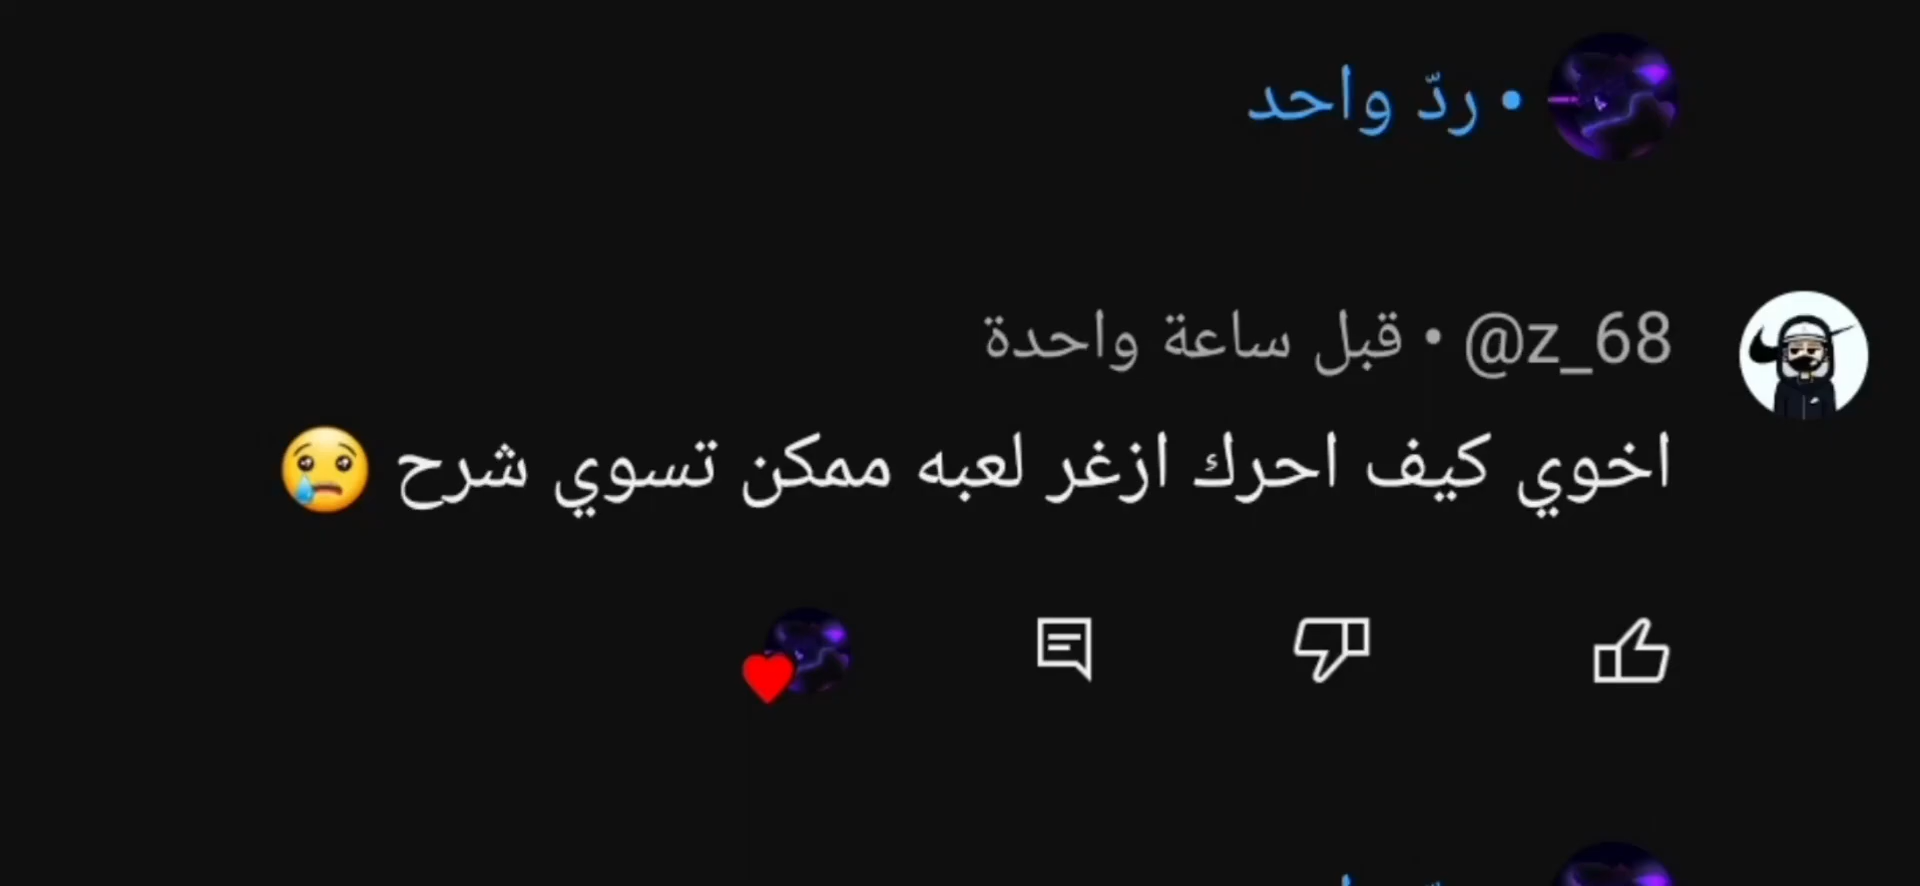 • ردّ واحد
@z_68 • قبل ساعة واحدة
اخوي كيف احرك ازغر لعبه ممكن تسوي شرح 😢